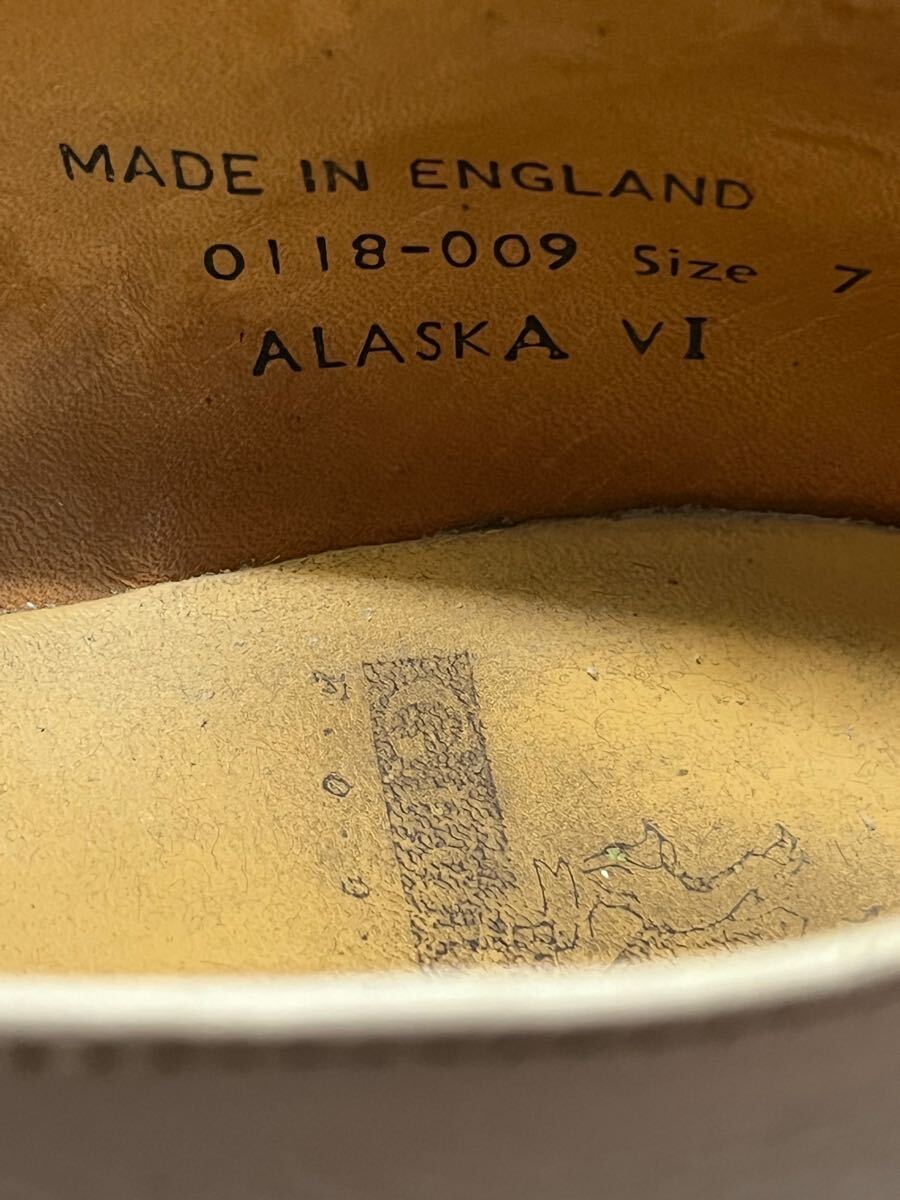 MADE IN ENGLAND
0118-009 Size 7
ALASKA VI